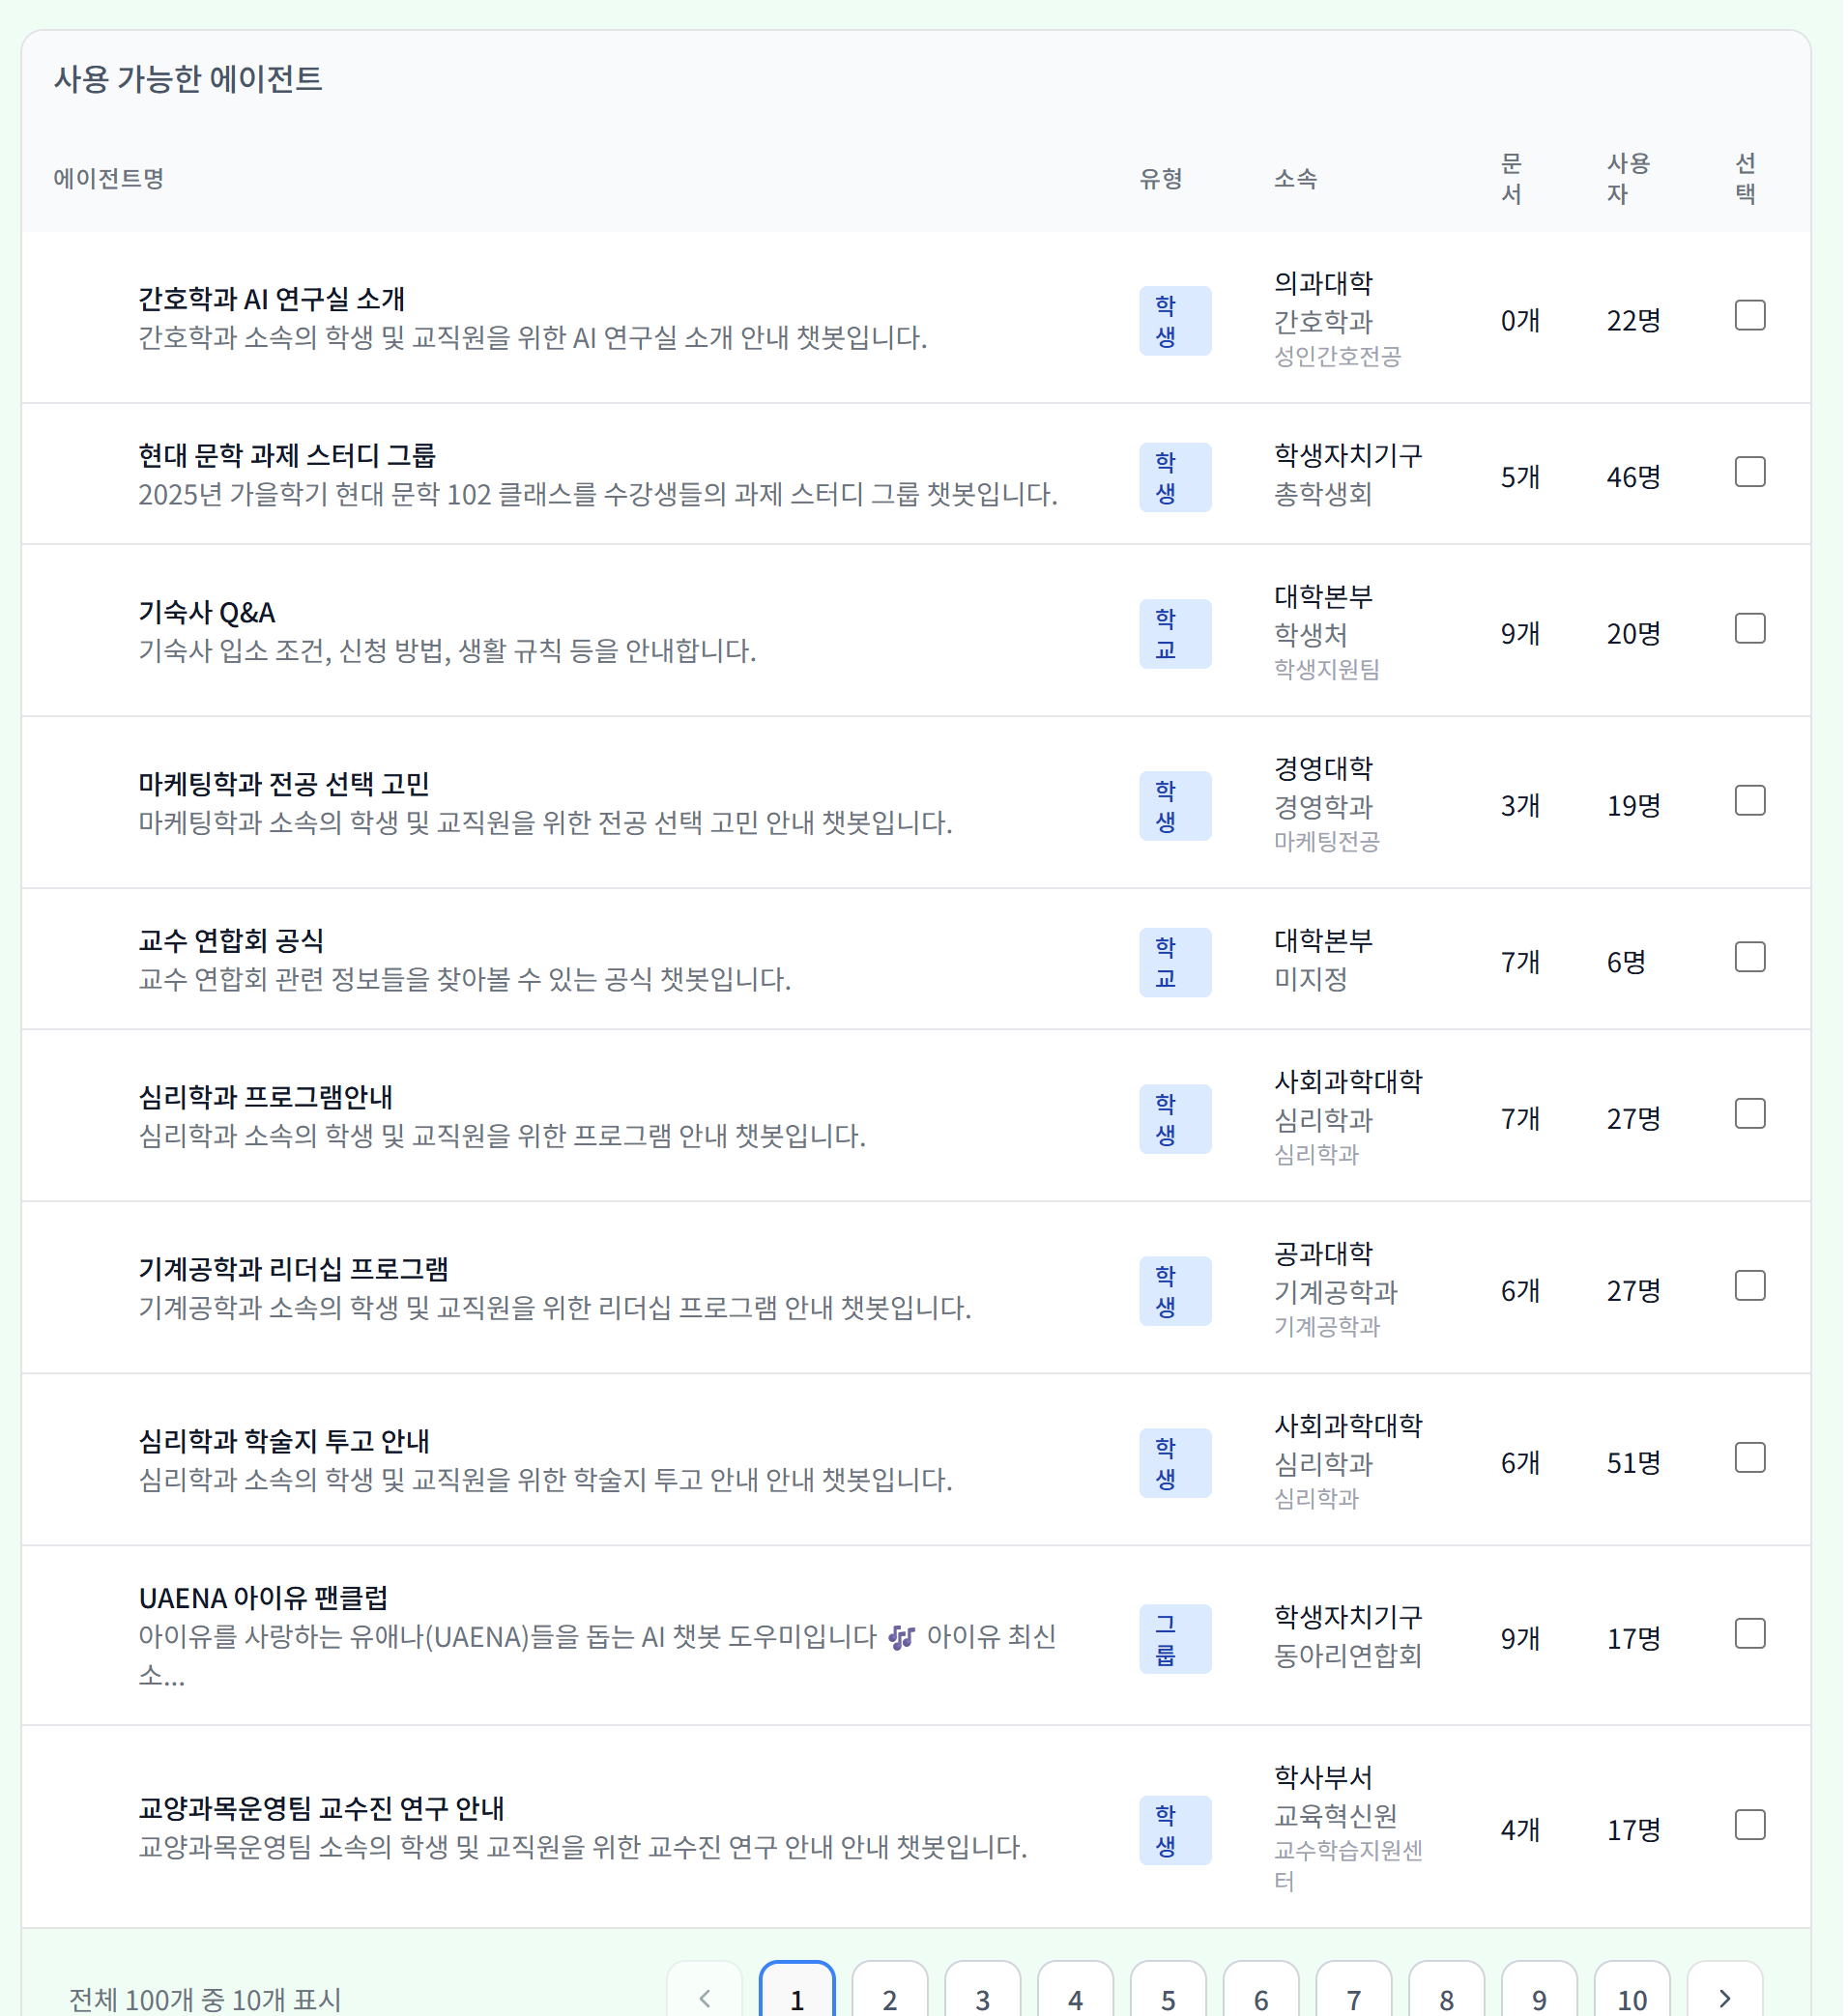 사용 가능한 에이전트
에이전트명
유형
소속
문
서
사용
자
선
택
간호학과 AI 연구실 소개
간호학과 소속의 학생 및 교직원을 위한 AI 연구실 소개 안내 챗봇입니다.
학
생
의과대학
간호학과
성인간호전공
0개
22명
현대 문학 과제 스터디 그룹
2025년 가을학기 현대 문학 102 클래스를 수강생들의 과제 스터디 그룹 챗봇입니다.
학
생
학생자치기구
총학생회
5개
46명
기숙사 Q&A
기숙사 입소 조건, 신청 방법, 생활 규칙 등을 안내합니다.
학
교
대학본부
학생처
학생지원팀
9개
20명
마케팅학과 전공 선택 고민
마케팅학과 소속의 학생 및 교직원을 위한 전공 선택 고민 안내 챗봇입니다.
학
생
경영대학
경영학과
마케팅전공
3개
19명
교수 연합회 공식
교수 연합회 관련 정보들을 찾아볼 수 있는 공식 챗봇입니다.
학
교
대학본부
미지정
7개
6명
심리학과 프로그램안내
심리학과 소속의 학생 및 교직원을 위한 프로그램 안내 챗봇입니다.
학
생
사회과학대학
심리학과
심리학과
7개
27명
기계공학과 리더십 프로그램
기계공학과 소속의 학생 및 교직원을 위한 리더십 프로그램 안내 챗봇입니다.
학
생
공과대학
기계공학과
기계공학과
6개
27명
심리학과 학술지 투고 안내
심리학과 소속의 학생 및 교직원을 위한 학술지 투고 안내 안내 챗봇입니다.
학
생
사회과학대학
심리학과
심리학과
6개
51명
UAENA 아이유 팬클럽
아이유를 사랑하는 유애나(UAENA)들을 돕는 AI 챗봇 도우미입니다 🎶 아이유 최신
소...
그
룹
학생자치기구
동아리연합회
9개
17명
교양과목운영팀 교수진 연구 안내
교양과목운영팀 소속의 학생 및 교직원을 위한 교수진 연구 안내 안내 챗봇입니다.
학
생
학사부서
교육혁신원
교수학습지원센
터
4개
17명
전체 100개 중 10개 표시
1 2 3 4 5 6 7 8 9 10